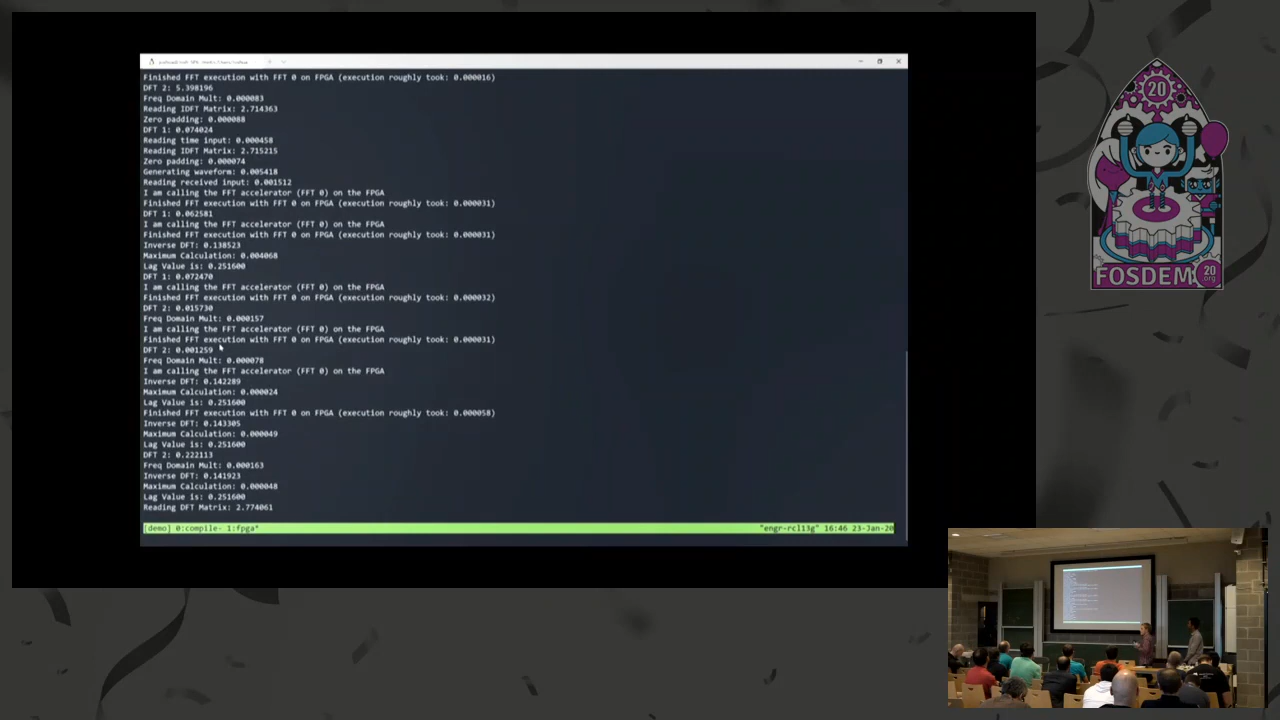 Finished FFT execution with FFT 0 on FPGA (execution roughly took: 0.000016)
DFT 2: 5.398196
Freq Domain Mult: 0.000083
Reading IDFT Matrix: 2.714363
Zero padding: 0.000088
DFT 1: 0.074024
Reading time input: 0.000458
Reading IDFT Matrix: 2.715215
Zero padding: 0.000074
Generating waveform: 0.005418
Reading received input: 0.001512
I am calling the FFT accelerator (FFT 0) on the FPGA
Finished FFT execution with FFT 0 on FPGA (execution roughly took: 0.000031)
DFT 1: 0.062581
I am calling the FFT accelerator (FFT 0) on the FPGA
Finished FFT execution with FFT 0 on FPGA (execution roughly took: 0.000031)
Inverse DFT: 0.138523
Maximum Calculation: 0.004068
Lag Value is: 0.251600
DFT 1: 0.072470
I am calling the FFT accelerator (FFT 0) on the FPGA
Finished FFT execution with FFT 0 on FPGA (execution roughly took: 0.000032)
DFT 2: 0.015730
Freq Domain Mult: 0.000157
I am calling the FFT accelerator (FFT 0) on the FPGA
Finished FFT execution with FFT 0 on FPGA (execution roughly took: 0.000031)
DFT 2: 0.001259
Freq Domain Mult: 0.000078
I am calling the FFT accelerator (FFT 0) on the FPGA
Inverse DFT: 0.142289
Maximum Calculation: 0.000024
Lag Value is: 0.251600
Finished FFT execution with FFT 0 on FPGA (execution roughly took: 0.000058)
Inverse DFT: 0.143305
Maximum Calculation: 0.000049
Lag Value is: 0.251600
DFT 2: 0.222113
Freq Domain Mult: 0.000163
Inverse DFT: 0.141923
Maximum Calculation: 0.000048
Lag Value is: 0.251600
Reading DFT Matrix: 2.774061
[demo] 0:compile- 1:fpga* "engr-rcl13g" 16:46 23-Jan-20
20
FOSDEM 20 .org